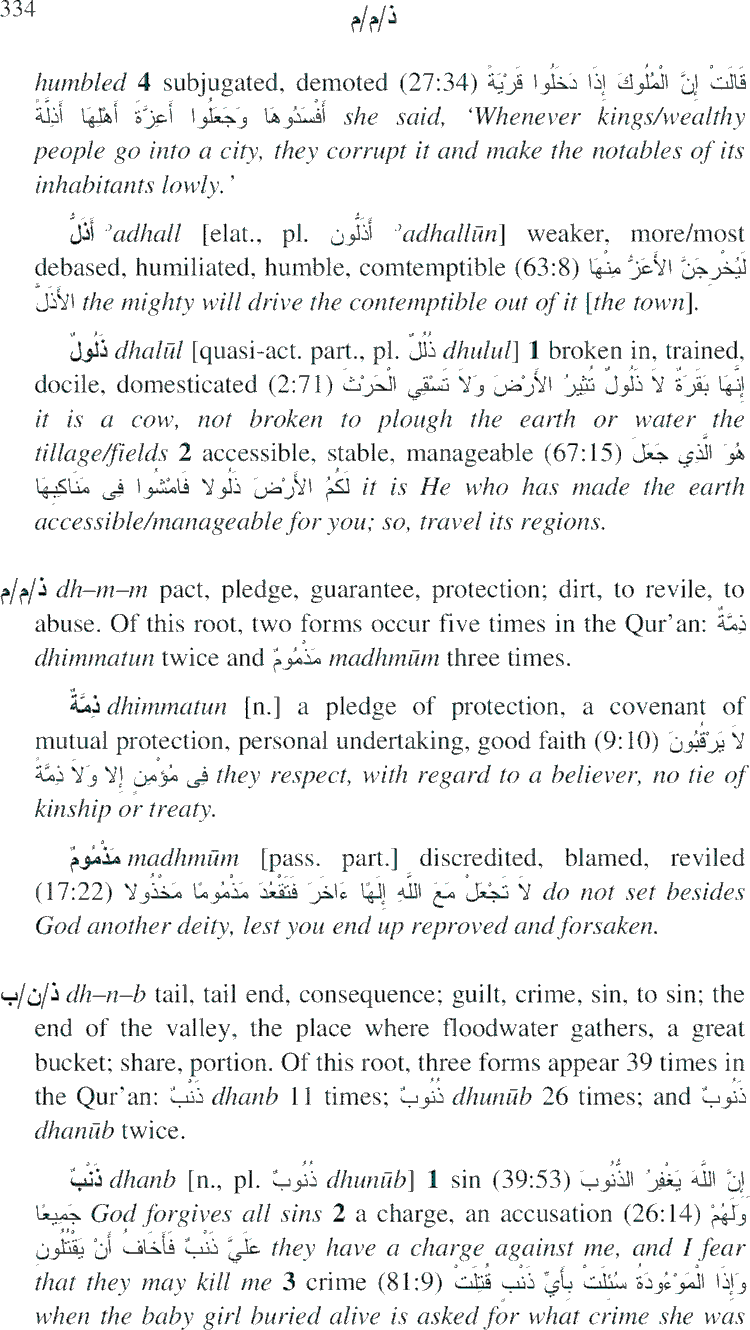 334
ذ/م/م
humbled 4 subjugated, demoted (27:34) قَالَتْ إِنَّ الْمُلُوكَ إِذَا دَخَلُوا قَرْيَةً
أَفْسَدُوهَا وَجَعَلُوا أَعِزَّةَ أَهْلِهَا أَذِلَّةً she said, ‘Whenever kings/wealthy
people go into a city, they corrupt it and make the notables of its
inhabitants lowly.’
أَذَلُّ ʾadhall [elat., pl. أَذَلُّون ʾadhallūn] weaker, more/most
debased, humiliated, humble, comtemptible (63:8) لَيُخْرِجَنَّ الأَعَزُّ مِنْهَا
الأَذَلَّ the mighty will drive the contemptible out of it [the town].
ذَلُولٌ dhalūl [quasi-act. part., pl. ذُلُلٌ dhulul] 1 broken in, trained,
docile, domesticated (2:71) إِنَّهَا بَقَرَةٌ لاَ ذَلُولٌ تُثِيرُ الأَرْضَ وَلاَ تَسْقِي الْحَرْثَ
it is a cow, not broken to plough the earth or water the
tillage/fields 2 accessible, stable, manageable (67:15) هُوَ الَّذِي جَعَلَ
لَكُمُ الأَرْضَ ذَلُولا فَامْشُوا فِى مَنَاكِبِهَا it is He who has made the earth
accessible/manageable for you; so, travel its regions.
ذ/م/م dh–m–m pact, pledge, guarantee, protection; dirt, to revile, to
abuse. Of this root, two forms occur five times in the Qur’an: ذِمَّةٌ
dhimmatun twice and مَذْمُومٌ madhmūm three times.
ذِمَّةٌ dhimmatun [n.] a pledge of protection, a covenant of
mutual protection, personal undertaking, good faith (9:10) لاَ يَرْقُبُونَ
فِى مُؤْمِنٍ إِلا وَلاَ ذِمَّةً they respect, with regard to a believer, no tie of
kinship or treaty.
مَذْمُومٌ madhmūm [pass. part.] discredited, blamed, reviled
(17:22) لاَ تَجْعَلْ مَعَ اللَّهِ إِلَهًا ءَاخَرَ فَتَقْعُدَ مَذْمُومًا مَخْذُولا do not set besides
God another deity, lest you end up reproved and forsaken.
ذ/ن/ب dh–n–b tail, tail end, consequence; guilt, crime, sin, to sin; the
end of the valley, the place where floodwater gathers, a great
bucket; share, portion. Of this root, three forms appear 39 times in
the Qur’an: ذَنْبٌ dhanb 11 times; ذُنُوبٌ dhunūb 26 times; and ذَنُوبٌ
dhanūb twice.
ذَنْبٌ dhanb [n., pl. ذُنُوبٌ dhunūb] 1 sin (39:53) إِنَّ اللَّهَ يَغْفِرُ الذُّنُوبَ
جَمِيعًا God forgives all sins 2 a charge, an accusation (26:14) وَلَهُمْ
عَلَيَّ ذَنْبٌ فَأَخَافُ أَنْ يَقْتُلُون they have a charge against me, and I fear
that they may kill me 3 crime (81:9) وَإِذَا الْمَوْءُودَةُ سُئِلَتْ بِأَيِّ ذَنْبٍ قُتِلَتْ
when the baby girl buried alive is asked for what crime she was